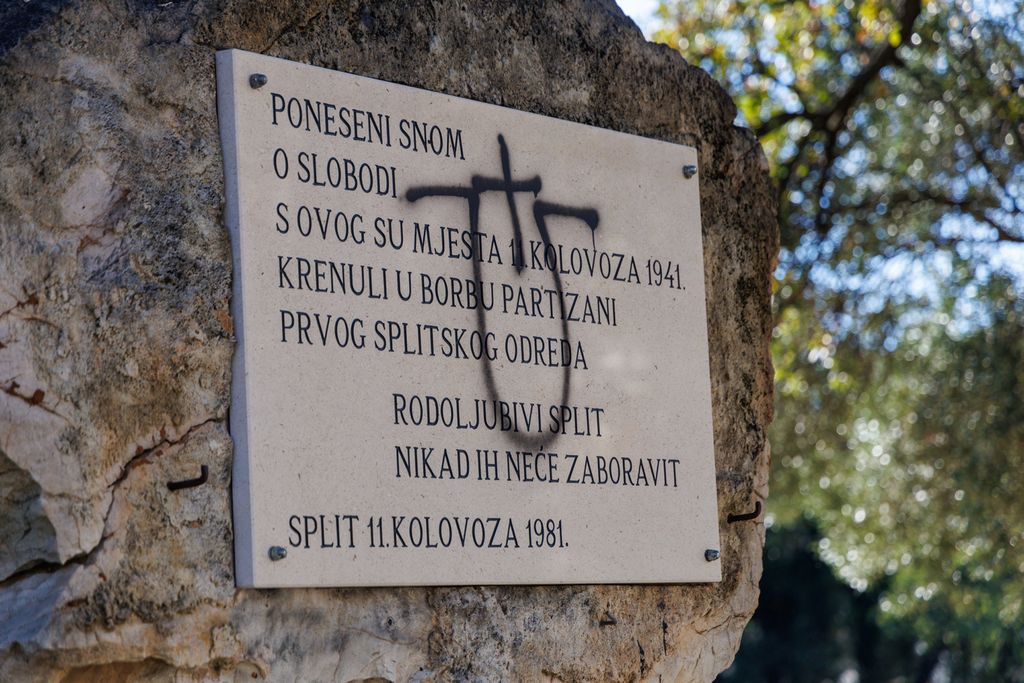 PONESENI SNOM
O SLOBODI
S OVOG SU MJESTA 11 KOLOVOZA 1941.
KRENULI U BORBU PARTIZANI
PRVOG SPLITSKOG ODREDA
RODOLJUBIVI SPLIT
NIKAD IH NEĆE ZABORAVIT
SPLIT 11.KOLOVOZA 1981.